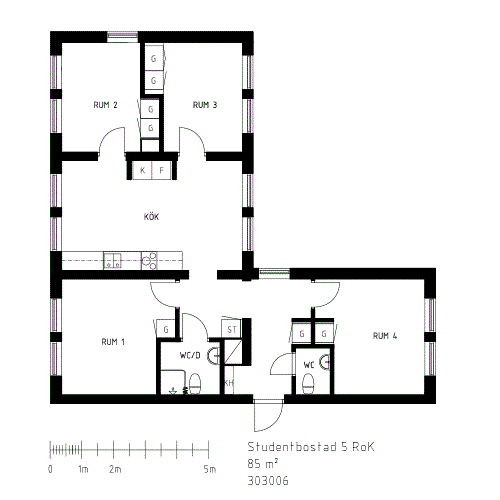 G
G
RUM 2
RUM 3
G
G
K F
KÖK
RUM 1
G
ST
G G
RUM 4
WC/D
WC
KH
Studentbostad 5 RoK
85 m²
303006
0 1m 2m 5m